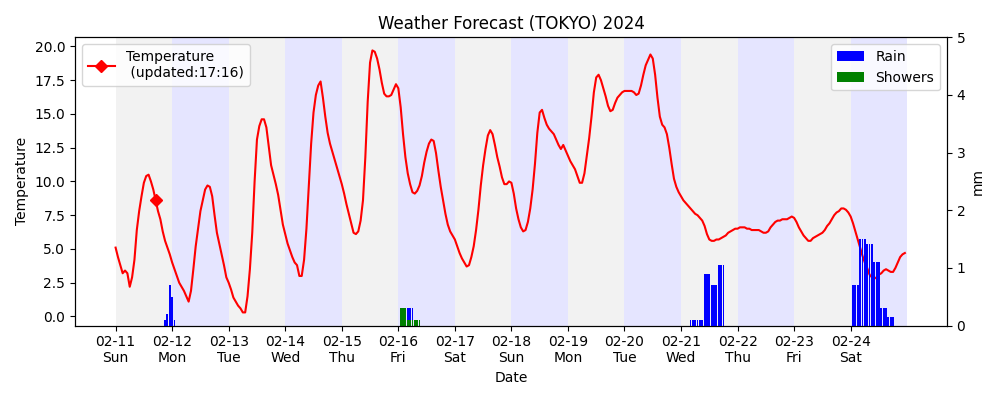 Weather Forecast (TOKYO) 2024
Temperature
(updated:17:16)
Rain
Showers
20.0
17.5
15.0
12.5
10.0
7.5
5.0
2.5
0.0
Temperature
5
4
3
2
1
0
mm
02-11 02-12 02-13 02-14 02-15 02-16 02-17 02-18 02-19 02-20 02-21 02-22 02-23 02-24
Sun Mon Tue Wed Thu Fri Sat Sun Mon Tue Wed Thu Fri Sat
Date